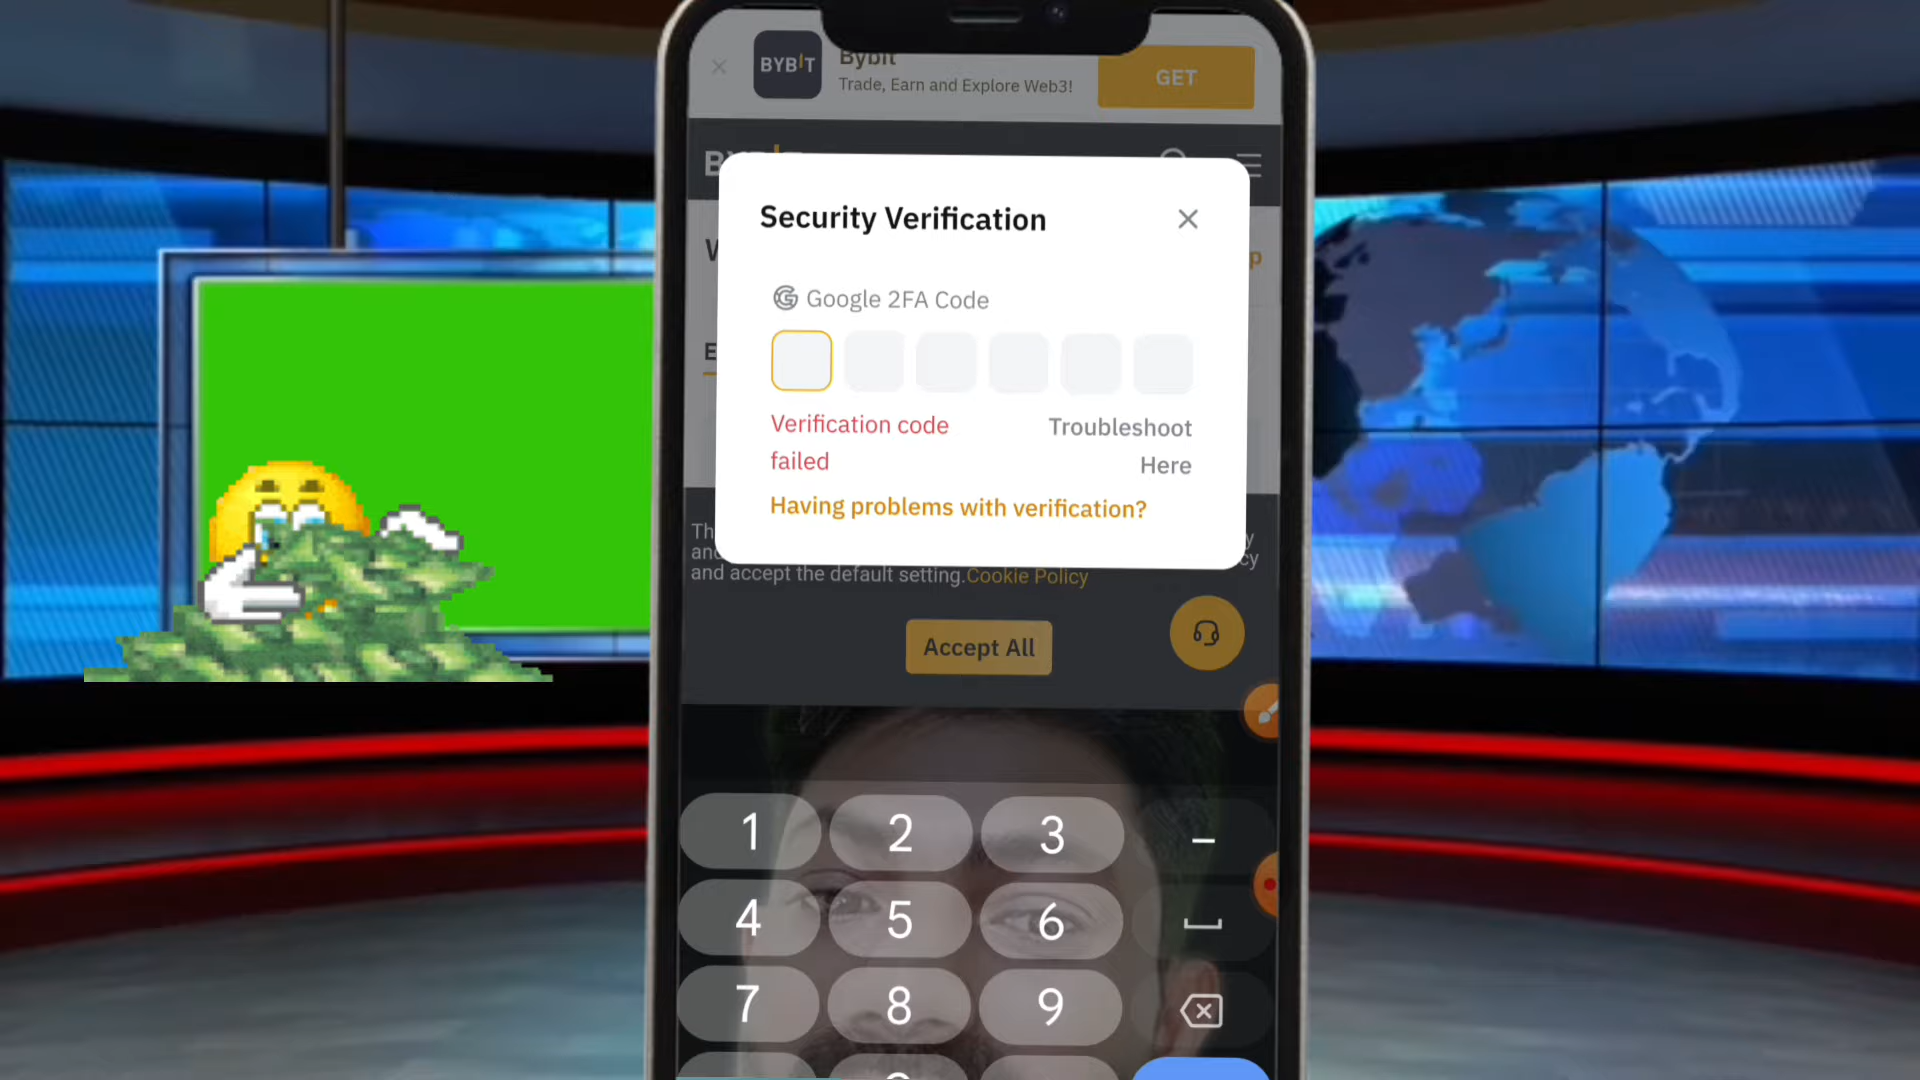 BYBIT
Bybit
Trade, Earn and Explore Web3!
GET
Security Verification
Google 2FA Code
Verification code
failed
Troubleshoot
Here
Having problems with verification?
and accept the default setting.Cookie Policy
Accept All
1 2 3 –
4 5 6
7 8 9